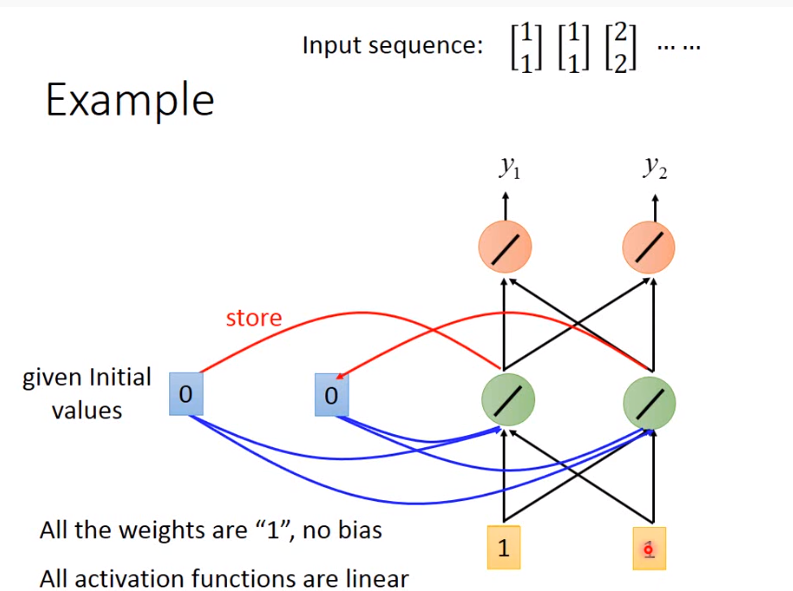 Input sequence: [1 1] [1 1] [2 2] … …
Example
y₁ y₂
store
given Initial
values
0 0
All the weights are “1”, no bias
1
All activation functions are linear